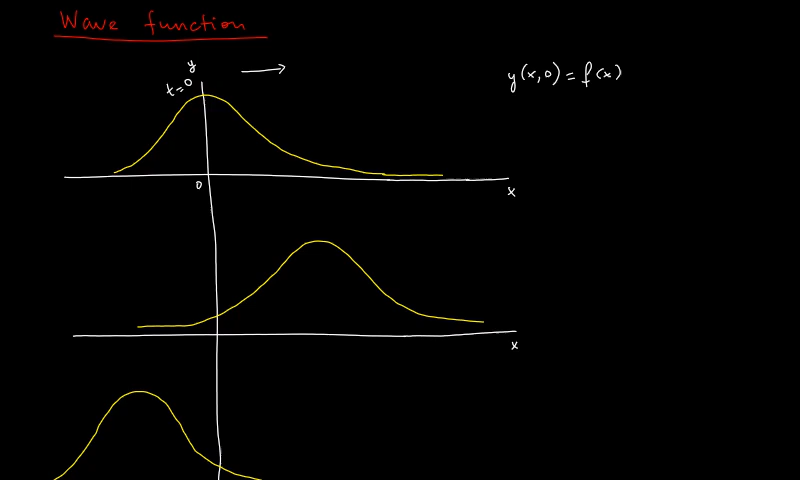 Wave function
y
t=0
y(x,0) = f(x)
0
x
x